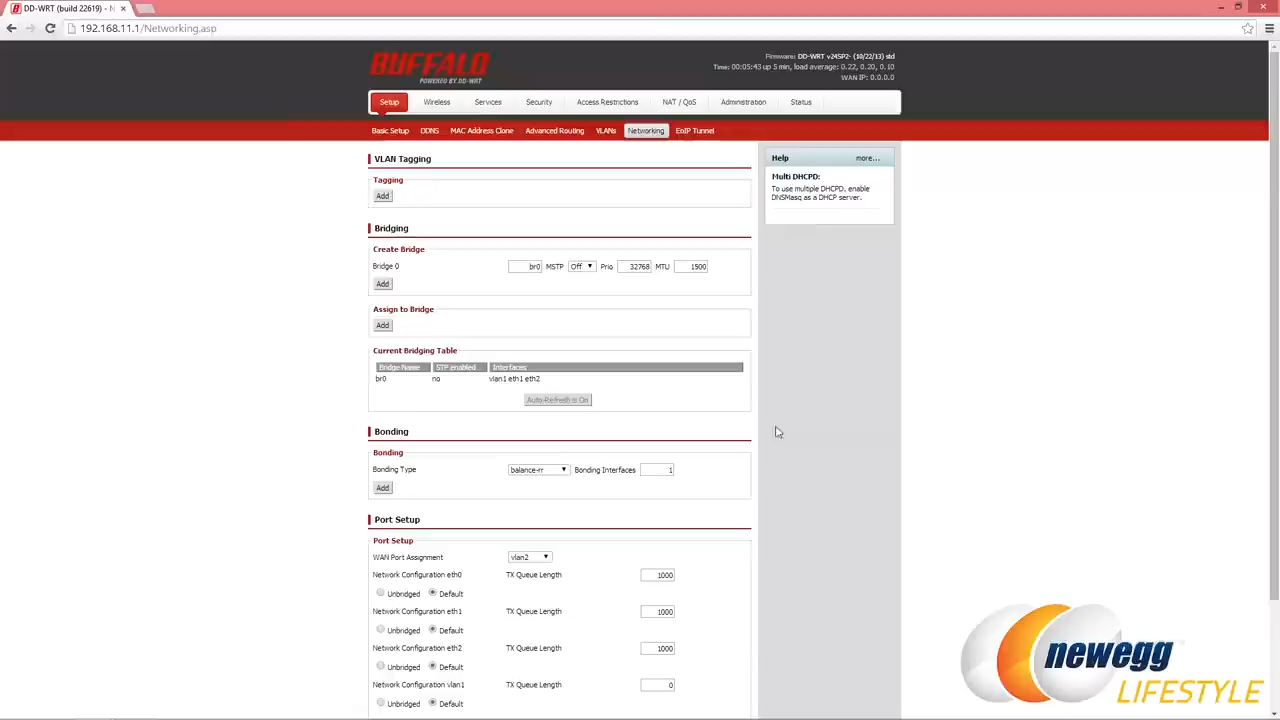 DD-WRT (build 22619) - N
192.168.11.1/Networking.asp
BUFFALO
POWERED BY DD-WRT
Firmware: DD-WRT v24SP2- (10/22/13) std
Time: 00:05:43 up 5 min, load average: 0.22, 0.20, 0.10
WAN IP: 0.0.0.0
Setup Wireless Services Security Access Restrictions NAT / QoS Administration Status
Basic Setup DDNS MAC Address Clone Advanced Routing VLANs Networking EoIP Tunnel
VLAN Tagging
Tagging
Add
Bridging
Create Bridge
Bridge 0 br0 MSTP Off Prio 32768 MTU 1500
Add
Assign to Bridge
Add
Current Bridging Table
Bridge Name STP enabled Interfaces
br0 no vlan1 eth1 eth2
Auto-Refresh is On
Bonding
Bonding
Bonding Type balance-rr Bonding Interfaces 1
Add
Port Setup
Port Setup
WAN Port Assignment vlan2
Network Configuration eth0 TX Queue Length 1000
Unbridged Default
Network Configuration eth1 TX Queue Length 1000
Unbridged Default
Network Configuration eth2 TX Queue Length 1000
Unbridged Default
Network Configuration vlan1 TX Queue Length 0
Unbridged Default
Help more...
Multi DHCPD:
To use multiple DHCPD, enable
DNSMasq as a DHCP server.
newegg
LIFESTYLE